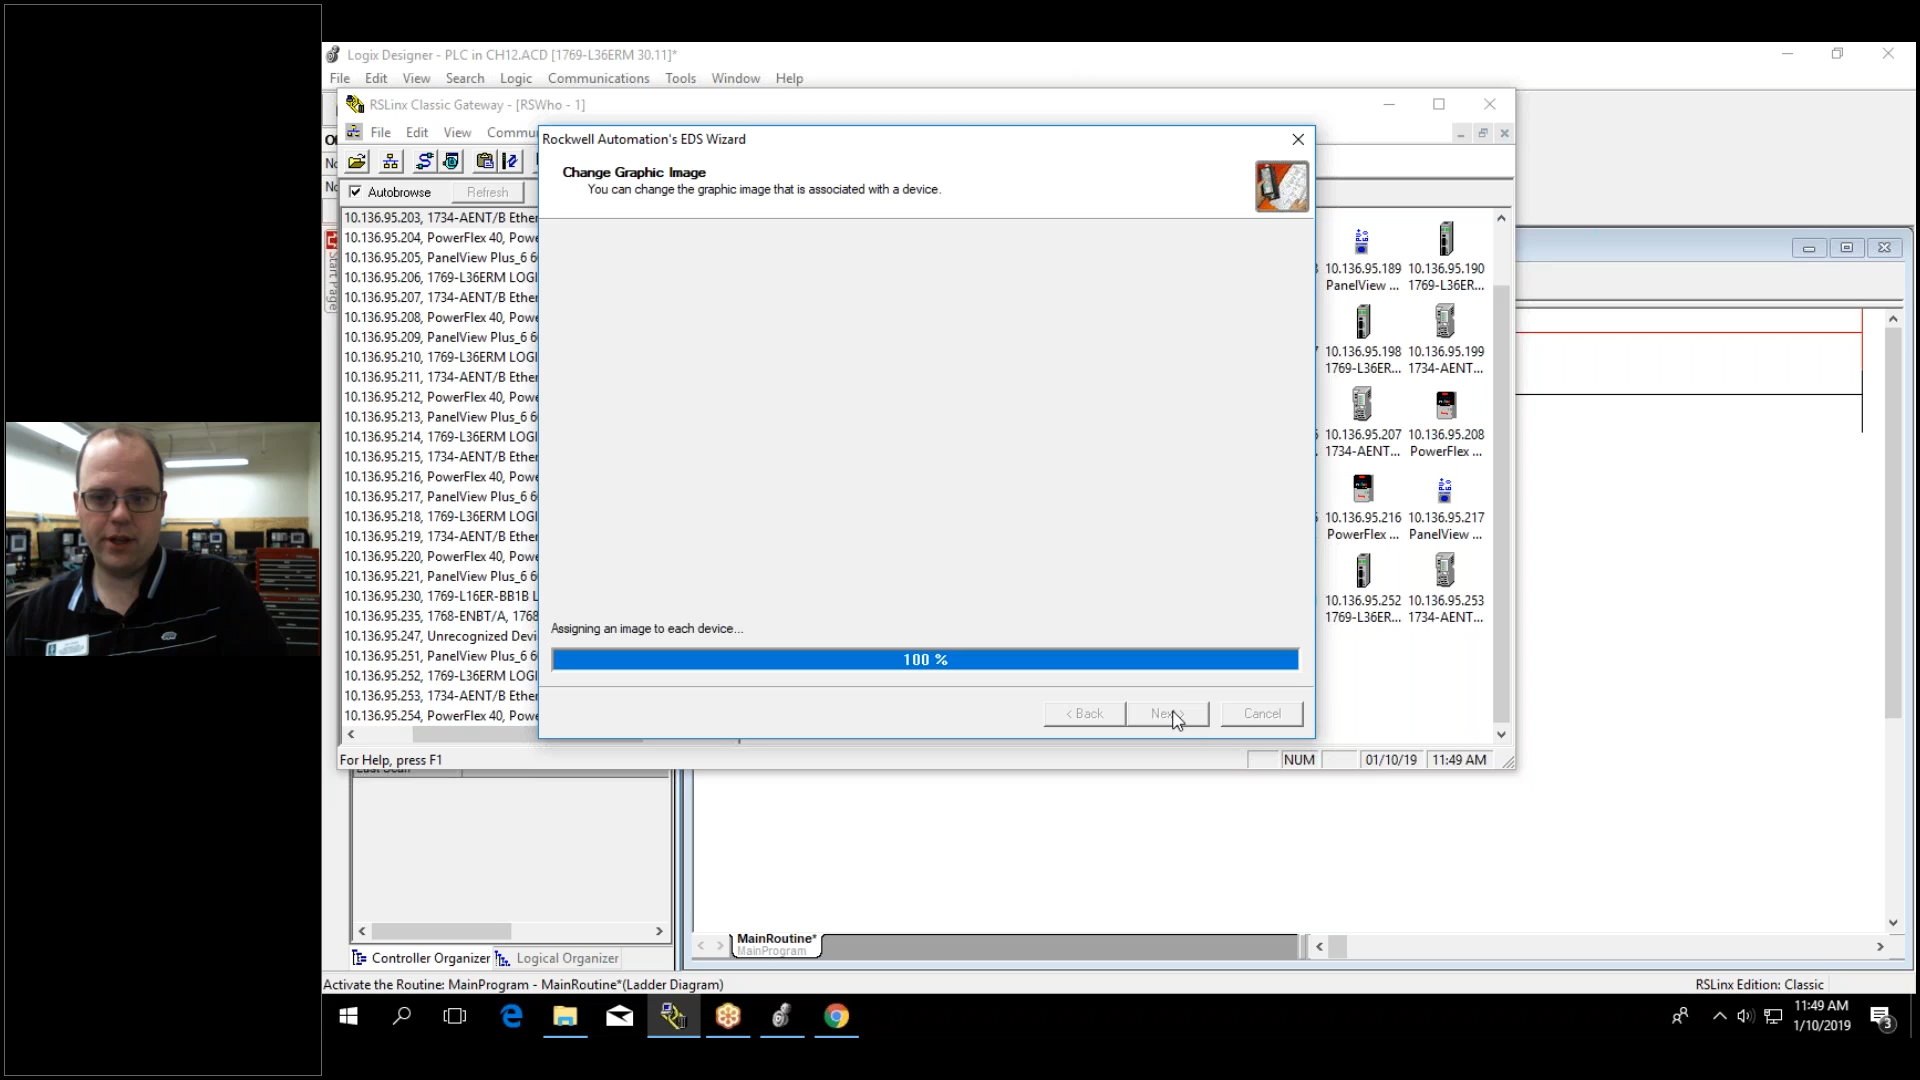 Logix Designer - PLC in CH12.ACD [1769-L36ERM 30.11]*
File Edit View Search Logic Communications Tools Window Help
RSLinx Classic Gateway - [RSWho - 1]
File Edit View Commu
Rockwell Automation's EDS Wizard
Change Graphic Image
You can change the graphic image that is associated with a device.
Autobrowse Refresh
Start Page
10.136.95.203, 1734-AENT/B Ether
10.136.95.204, PowerFlex 40, Powe
10.136.95.205, PanelView Plus_6 6
10.136.95.206, 1769-L36ERM LOGI
10.136.95.207, 1734-AENT/B Ether
10.136.95.208, PowerFlex 40, Powe
10.136.95.209, PanelView Plus_6 6
10.136.95.210, 1769-L36ERM LOGI
10.136.95.211, 1734-AENT/B Ether
10.136.95.212, PowerFlex 40, Powe
10.136.95.213, PanelView Plus_6 6
10.136.95.214, 1769-L36ERM LOGI
10.136.95.215, 1734-AENT/B Ether
10.136.95.216, PowerFlex 40, Powe
10.136.95.217, PanelView Plus_6 6
10.136.95.218, 1769-L36ERM LOGI
10.136.95.219, 1734-AENT/B Ether
10.136.95.220, PowerFlex 40, Powe
10.136.95.221, PanelView Plus_6 6
10.136.95.230, 1769-L16ER-BB1B L
10.136.95.235, 1768-ENBT/A, 1768
10.136.95.247, Unrecognized Devi
10.136.95.251, PanelView Plus_6 6
10.136.95.252, 1769-L36ERM LOGI
10.136.95.253, 1734-AENT/B Ether
10.136.95.254, PowerFlex 40, Powe
10.136.95.189 10.136.95.190
PanelView ... 1769-L36ER...
10.136.95.198 10.136.95.199
1769-L36ER... 1734-AENT...
10.136.95.207 10.136.95.208
1734-AENT... PowerFlex ...
10.136.95.216 10.136.95.217
PowerFlex ... PanelView ...
10.136.95.252 10.136.95.253
1769-L36ER... 1734-AENT...
Assigning an image to each device...
100 %
< Back Nex > Cancel
For Help, press F1 NUM 01/10/19 11:49 AM
MainRoutine*
MainProgram
Controller Organizer Logical Organizer
Activate the Routine: MainProgram - MainRoutine*(Ladder Diagram) RSLinx Edition: Classic
11:49 AM
1/10/2019
3